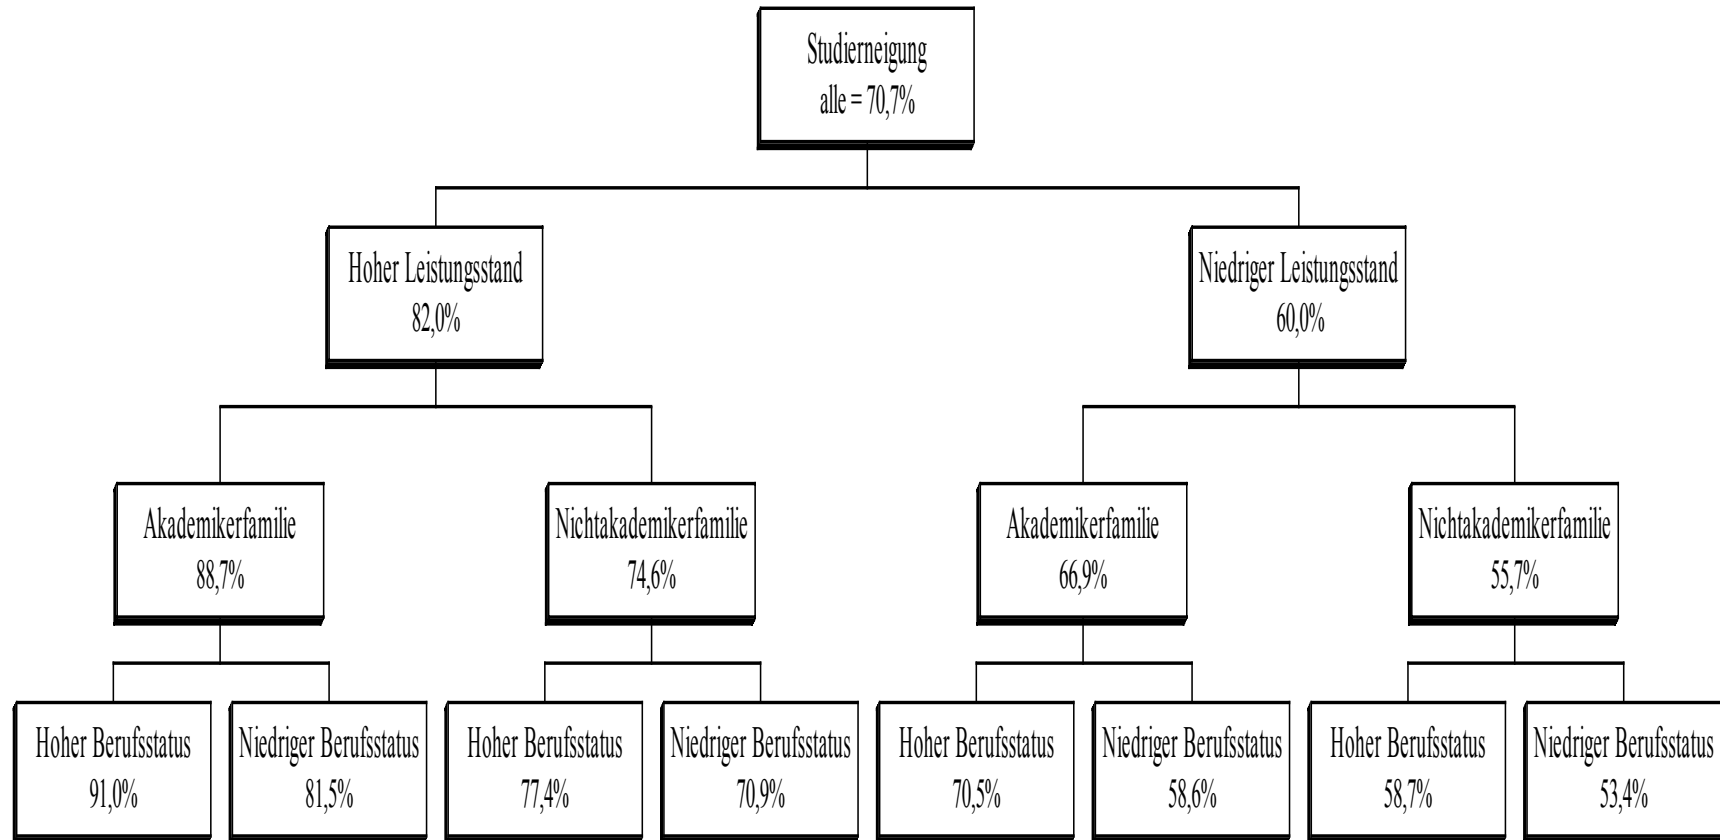 Studierneigung
alle = 70,7%
Hoher Leistungsstand
82,0%
Niedriger Leistungsstand
60,0%
Akademikerfamilie
88,7%
Nichtakademikerfamilie
74,6%
Akademikerfamilie
66,9%
Nichtakademikerfamilie
55,7%
Hoher Berufsstatus
91,0%
Niedriger Berufsstatus
81,5%
Hoher Berufsstatus
77,4%
Niedriger Berufsstatus
70,9%
Hoher Berufsstatus
70,5%
Niedriger Berufsstatus
58,6%
Hoher Berufsstatus
58,7%
Niedriger Berufsstatus
53,4%